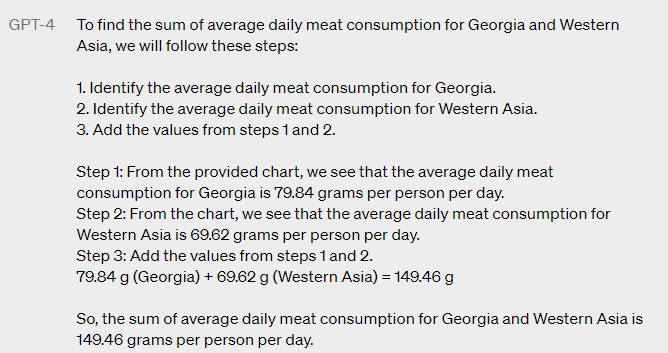 GPT-4
To find the sum of average daily meat consumption for Georgia and Western
Asia, we will follow these steps:
1. Identify the average daily meat consumption for Georgia.
2. Identify the average daily meat consumption for Western Asia.
3. Add the values from steps 1 and 2.
Step 1: From the provided chart, we see that the average daily meat
consumption for Georgia is 79.84 grams per person per day.
Step 2: From the chart, we see that the average daily meat consumption for
Western Asia is 69.62 grams per person per day.
Step 3: Add the values from steps 1 and 2.
79.84 g (Georgia) + 69.62 g (Western Asia) = 149.46 g
So, the sum of average daily meat consumption for Georgia and Western Asia is
149.46 grams per person per day.